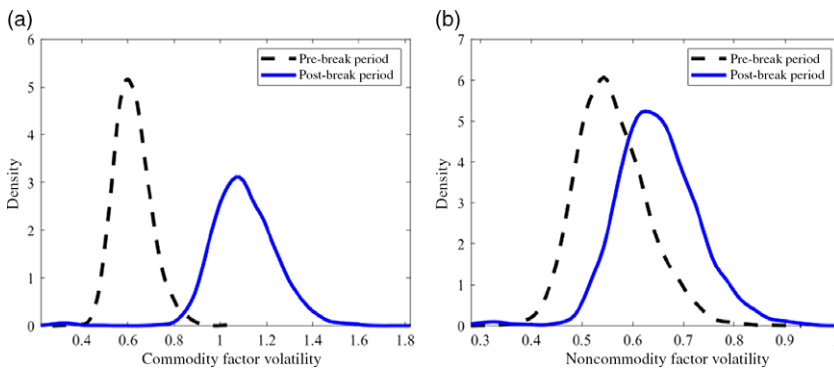 (a)
6
5
4
3
2
1
0
Density
0.4 0.6 0.8 1 1.2 1.4 1.6 1.8
Commodity factor volatility
Pre-break period
Post-break period
(b)
7
6
5
4
3
2
1
0
Density
0.3 0.4 0.5 0.6 0.7 0.8 0.9
Noncommodity factor volatility
Pre-break period
Post-break period